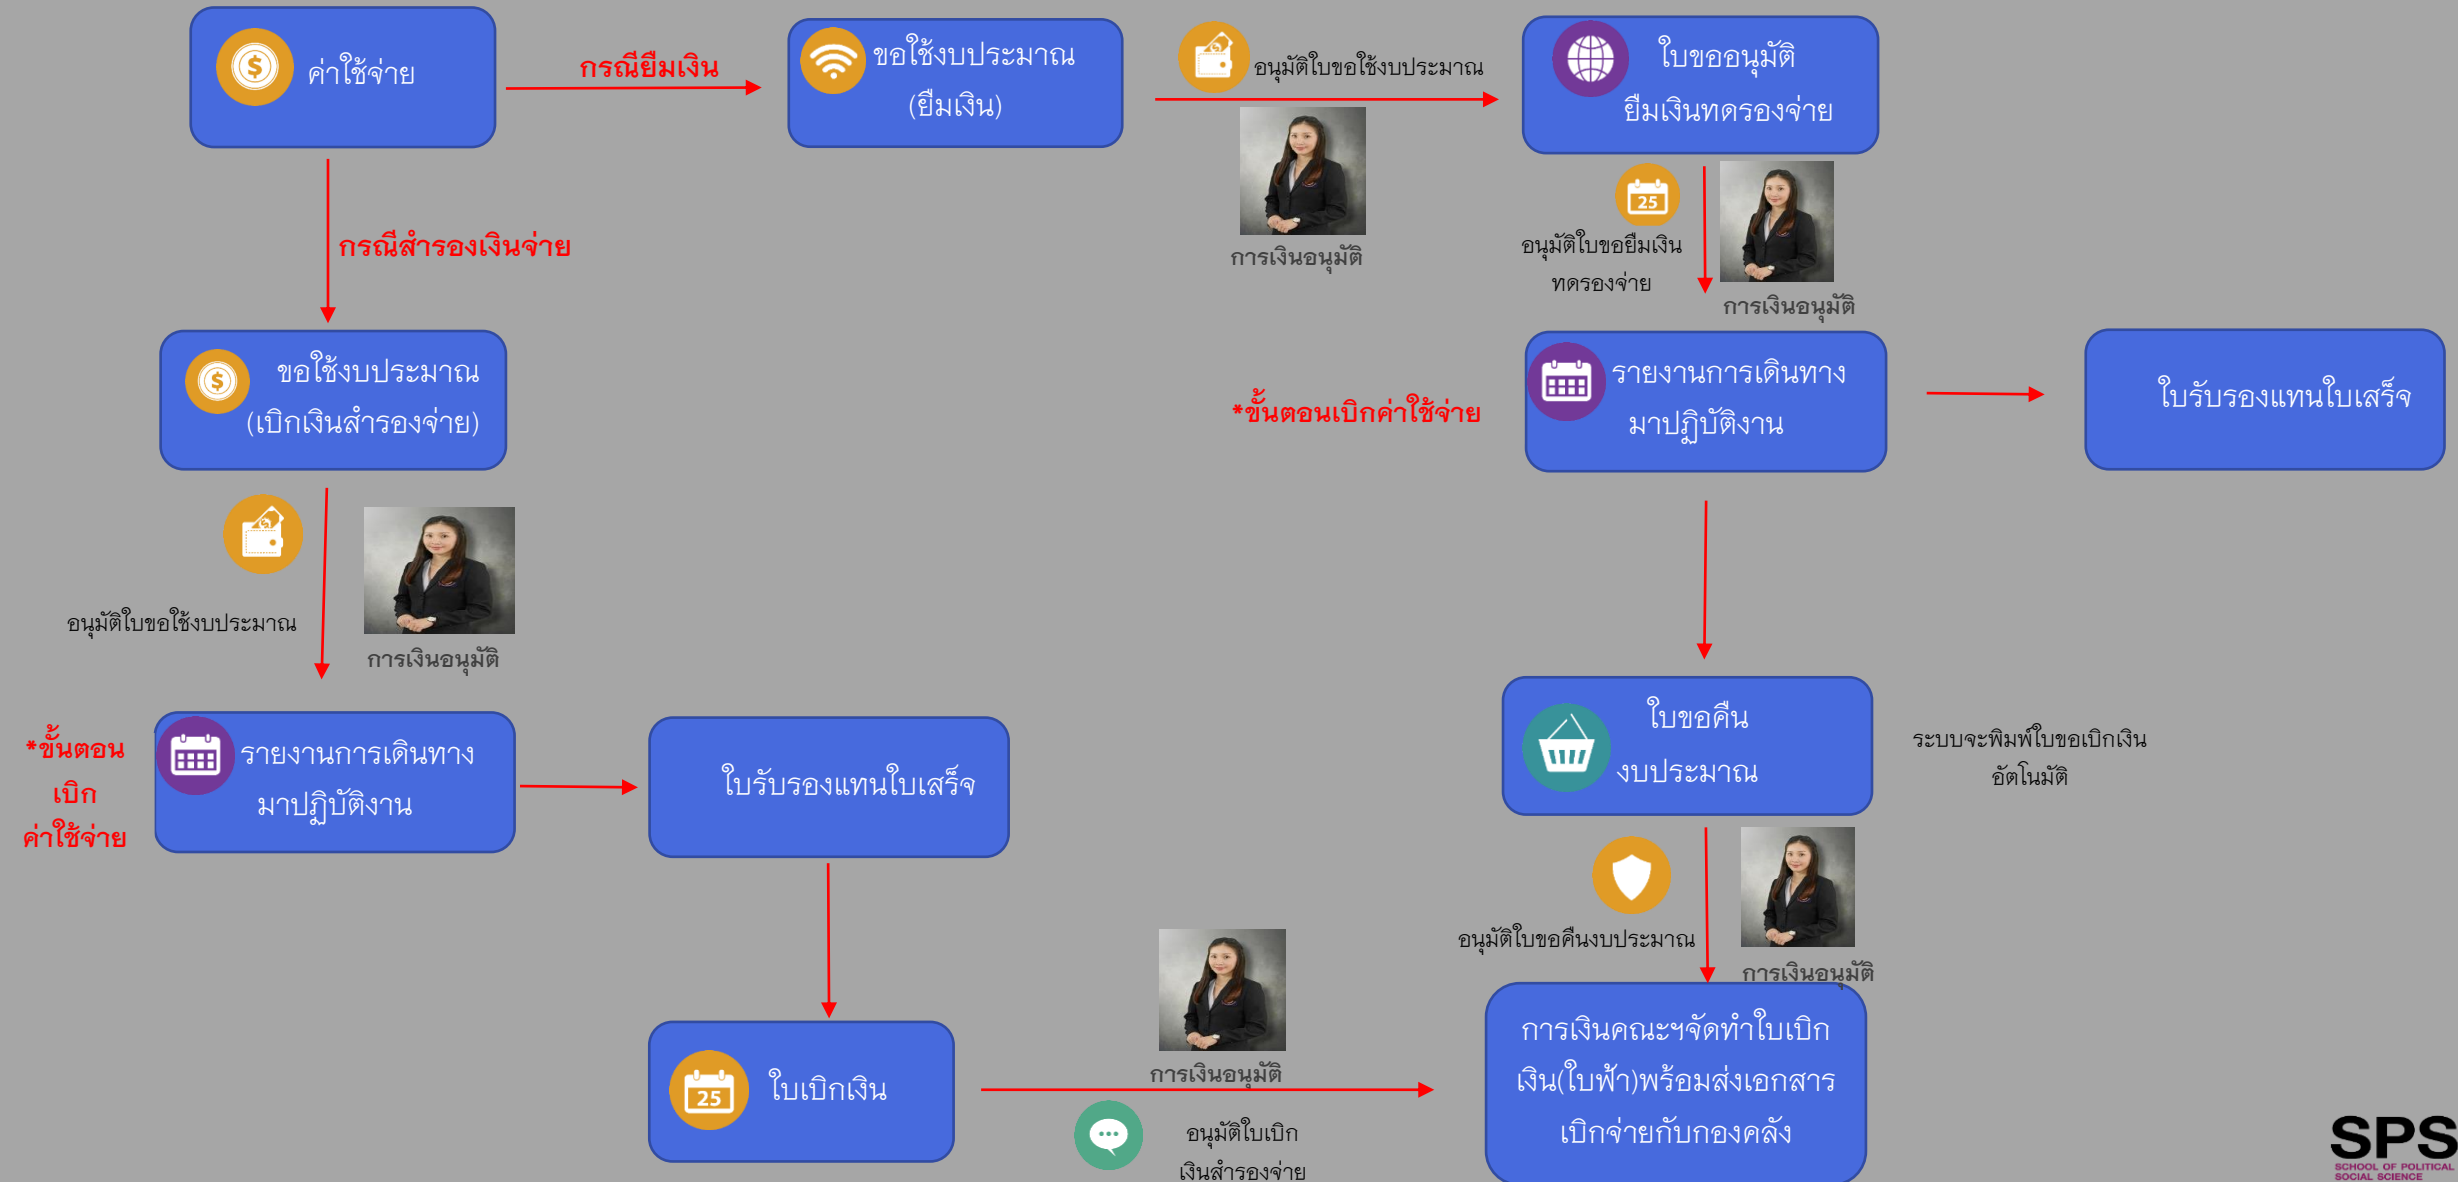 ค่าใช้จ่าย
กรณียืมเงิน
ขอใช้งบประมาณ
(ยืมเงิน)
อนุมัติใบขอใช้งบประมาณ
การเงินอนุมัติ
ใบขออนุมัติ
ยืมเงินทดรองจ่าย
25
อนุมัติใบขอยืมเงิน
ทดรองจ่าย
การเงินอนุมัติ
กรณีสำรองเงินจ่าย
ขอใช้งบประมาณ
(เบิกเงินสำรองจ่าย)
*ขั้นตอนเบิกค่าใช้จ่าย
รายงานการเดินทาง
มาปฏิบัติงาน
ใบรับรองแทนใบเสร็จ
อนุมัติใบขอใช้งบประมาณ
การเงินอนุมัติ
*ขั้นตอน
เบิก
ค่าใช้จ่าย
รายงานการเดินทาง
มาปฏิบัติงาน
ใบรับรองแทนใบเสร็จ
ใบขอคืน
งบประมาณ
ระบบจะพิมพ์ใบขอเบิกเงิน
อัตโนมัติ
อนุมัติใบขอคืนงบประมาณ
การเงินอนุมัติ
25
ใบเบิกเงิน
การเงินอนุมัติ
อนุมัติใบเบิก
เงินสำรองจ่าย
การเงินคณะฯจัดทำใบเบิก
เงิน(ใบฟ้า)พร้อมส่งเอกสาร
เบิกจ่ายกับกองคลัง
SPS
SCHOOL OF POLITICAL
SOCIAL SCIENCE